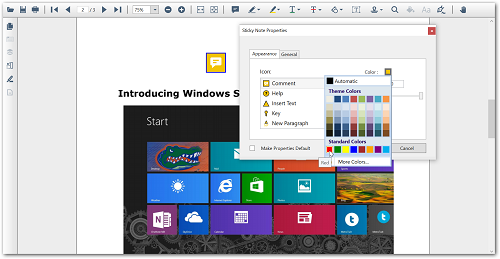 2 / 3
75%
Sticky Note Properties
Appearance
General
Icon:
Color :
Comment
Help
Insert Text
Key
New Paragraph
Automatic
Theme Colors
Standard Colors
More Colors...
Red
Make Properties Default
Cancel
Introducing Windows S
Start